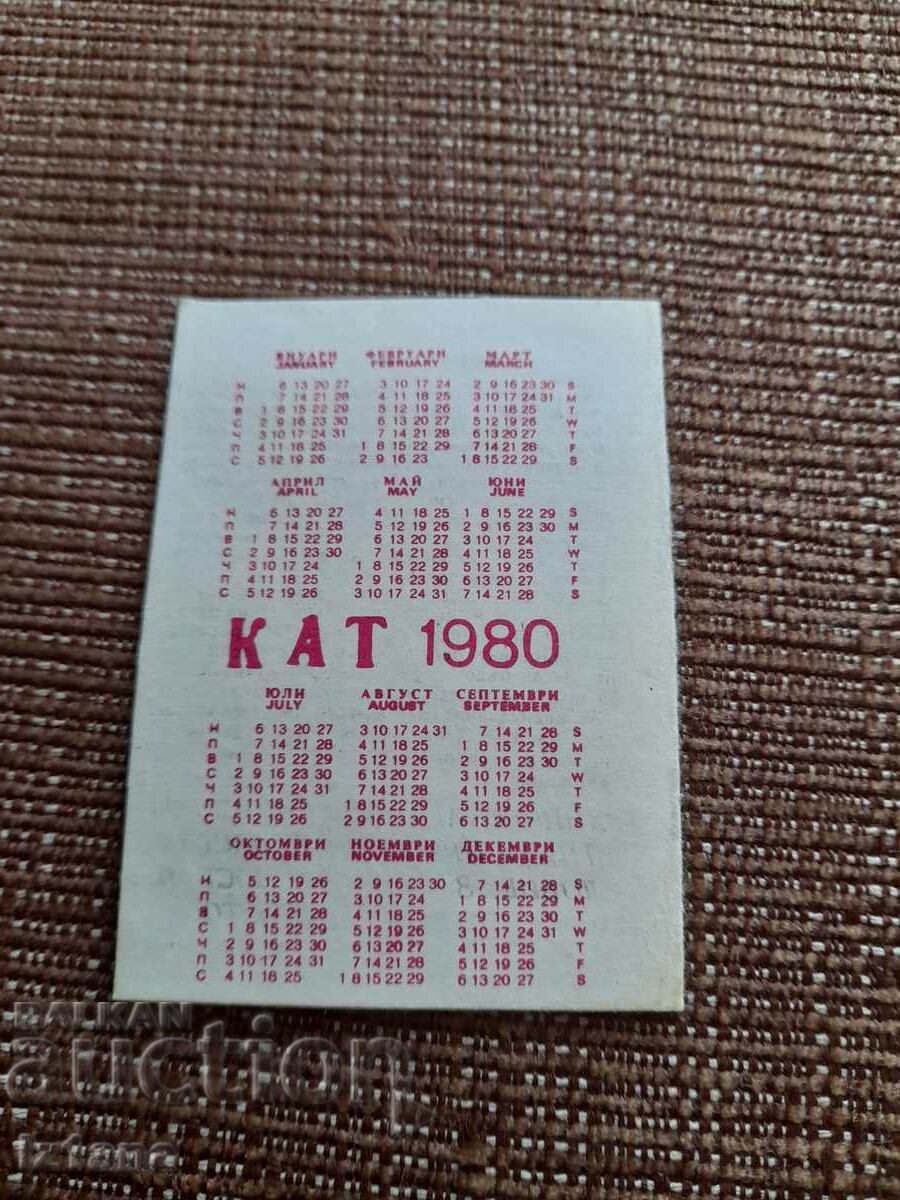 ЯНУАРИ ФЕВРУАРИ МАРТ
JANUARY FEBRUARY MARCH
Н 6 13 20 27 3 10 17 24 2 9 16 23 30 S
П 7 14 21 28 4 11 18 25 3 10 17 24 31 M
В 1 8 15 22 29 5 12 19 26 4 11 18 25 T
С 2 9 16 23 30 6 13 20 27 5 12 19 26 W
Ч 3 10 17 24 31 7 14 21 28 6 13 20 27 T
П 4 11 18 25 1 8 15 22 29 7 14 21 28 F
С 5 12 19 26 2 9 16 23 1 8 15 22 29 S
АПРИЛ МАЙ ЮНИ
APRIL MAY JUNE
Н 6 13 20 27 4 11 18 25 1 8 15 22 29 S
П 7 14 21 28 5 12 19 26 2 9 16 23 30 M
В 1 8 15 22 29 6 13 20 27 3 10 17 24 T
С 2 9 16 23 30 7 14 21 28 4 11 18 25 W
Ч 3 10 17 24 1 8 15 22 29 5 12 19 26 T
П 4 11 18 25 2 9 16 23 30 6 13 20 27 F
С 5 12 19 26 3 10 17 24 31 7 14 21 28 S
КАТ 1980
ЮЛИ АВГУСТ СЕПТЕМВРИ
JULY AUGUST SEPTEMBER
Н 6 13 20 27 3 10 17 24 31 7 14 21 28 S
П 7 14 21 28 4 11 18 25 1 8 15 22 29 M
В 1 8 15 22 29 5 12 19 26 2 9 16 23 30 T
С 2 9 16 23 30 6 13 20 27 3 10 17 24 W
Ч 3 10 17 24 31 7 14 21 28 4 11 18 25 T
П 4 11 18 25 1 8 15 22 29 5 12 19 26 F
С 5 12 19 26 2 9 16 23 30 6 13 20 27 S
ОКТОМВРИ НОЕМВРИ ДЕКЕМВРИ
OCTOBER NOVEMBER DECEMBER
Н 5 12 19 26 2 9 16 23 30 7 14 21 28 S
П 6 13 20 27 3 10 17 24 1 8 15 22 29 M
В 7 14 21 28 4 11 18 25 2 9 16 23 30 T
С 1 8 15 22 29 5 12 19 26 3 10 17 24 31 W
Ч 2 9 16 23 30 6 13 20 27 4 11 18 25 T
П 3 10 17 24 31 7 14 21 28 5 12 19 26 F
С 4 11 18 25 1 8 15 22 29 6 13 20 27 S
BALKAN
auction
iztano